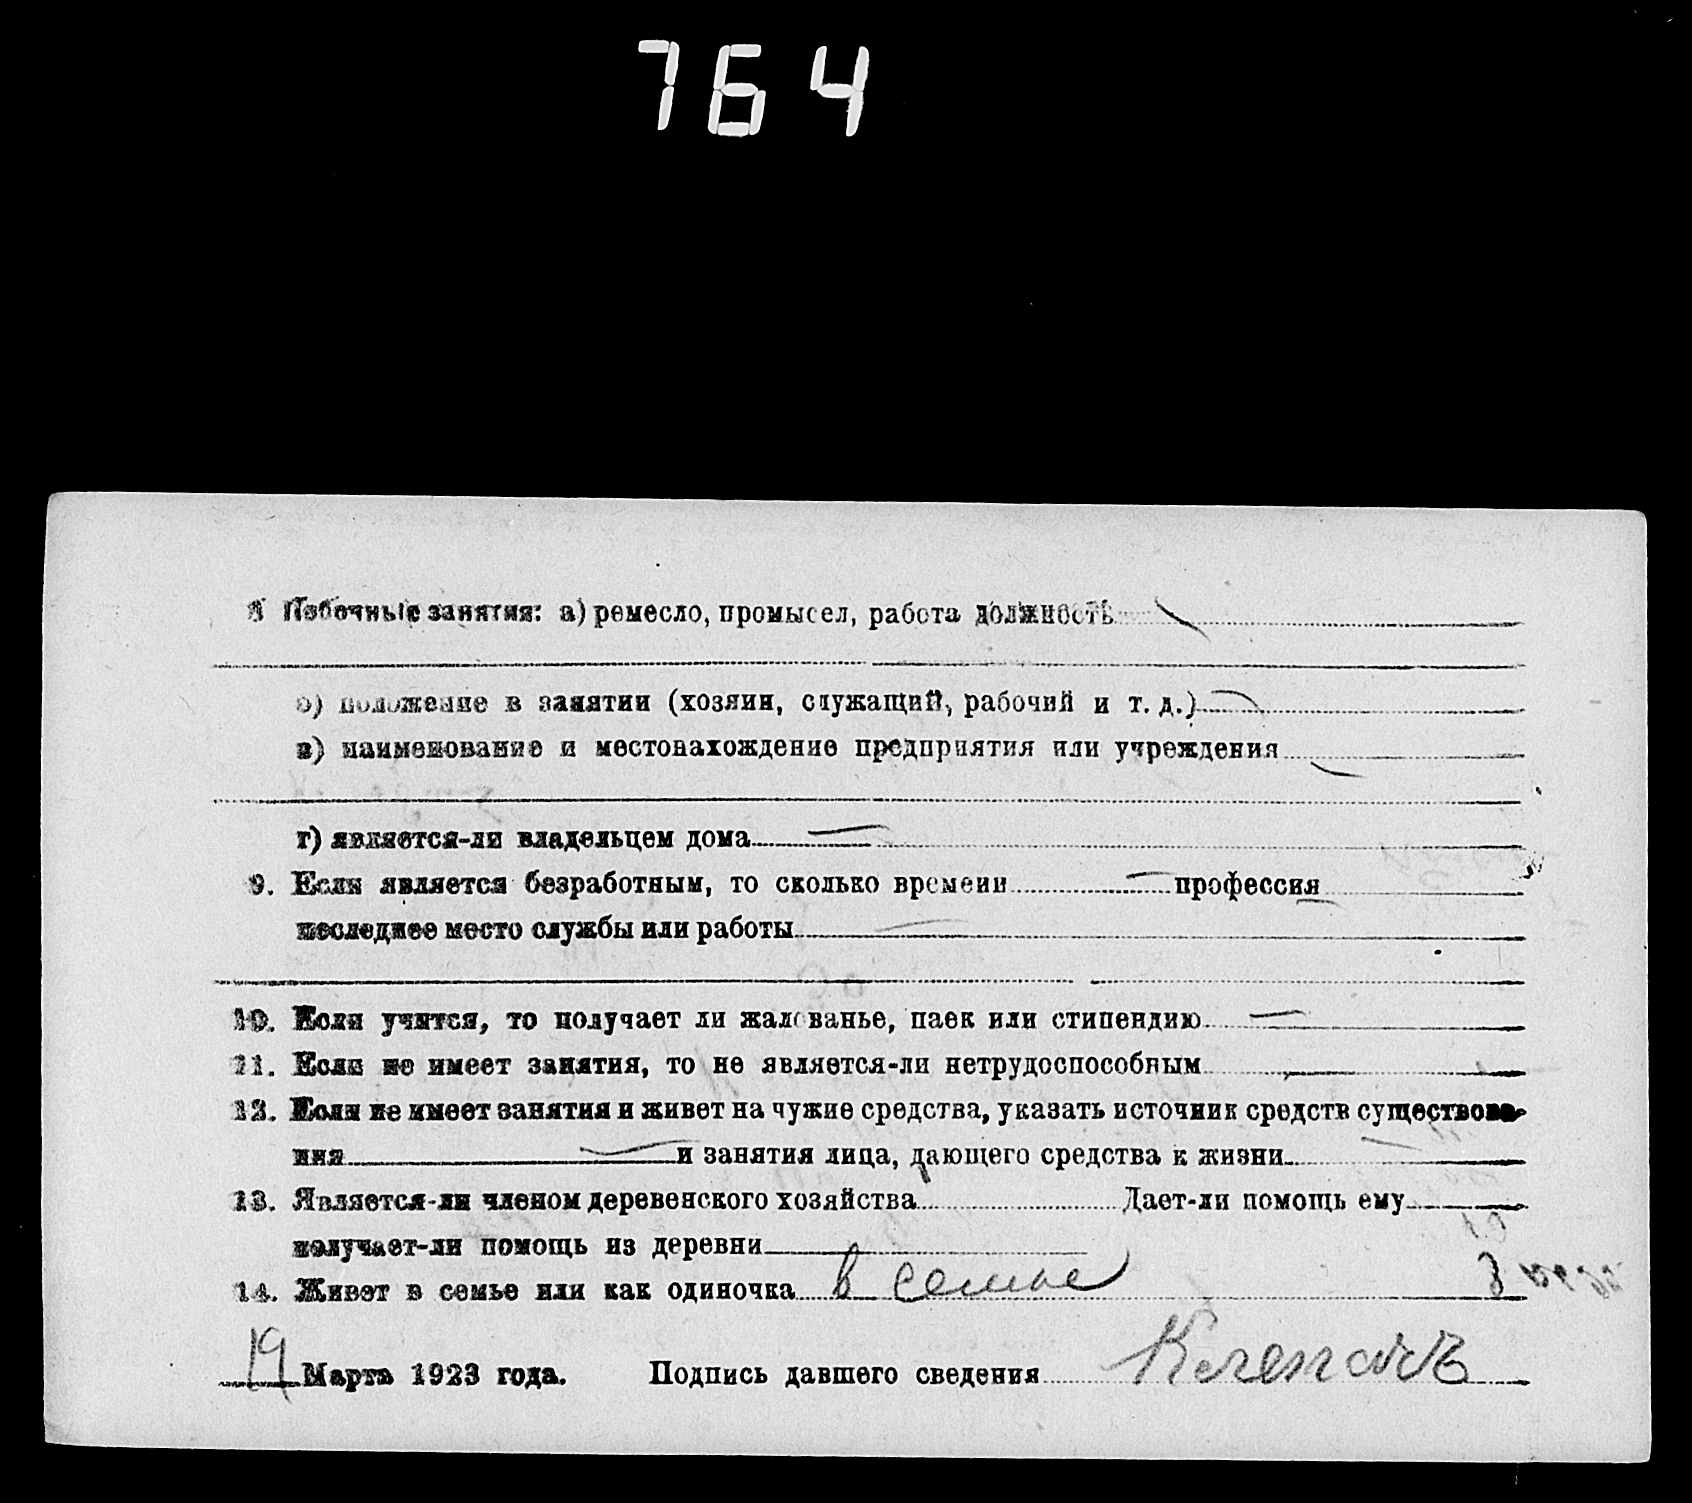 764
8 Побочные занятия: а) ремесло, промысел, работа должность
б) положение в занятии (хозяин, служащий, рабочий и т. д.)
в) наименование и местонахождение предприятия или учреждения
г) является-ли владельцем дома
9. Если является безработным, то сколько времени профессия
последнее место службы или работы
10. Если учится, то получает ли жалованье, паек или стипендию
11. Если не имеет занятия, то не является-ли нетрудоспособным
12. Если не имеет занятия и живет на чужие средства, указать источник средств существова-
ния и занятия лица, дающего средства к жизни
13. Является-ли членом деревенского хозяйства Дает-ли помощь ему
получает-ли помощь из деревни
14. Живет в семье или как одиночка в семье
19 Марта 1923 года. Подпись давшего сведения